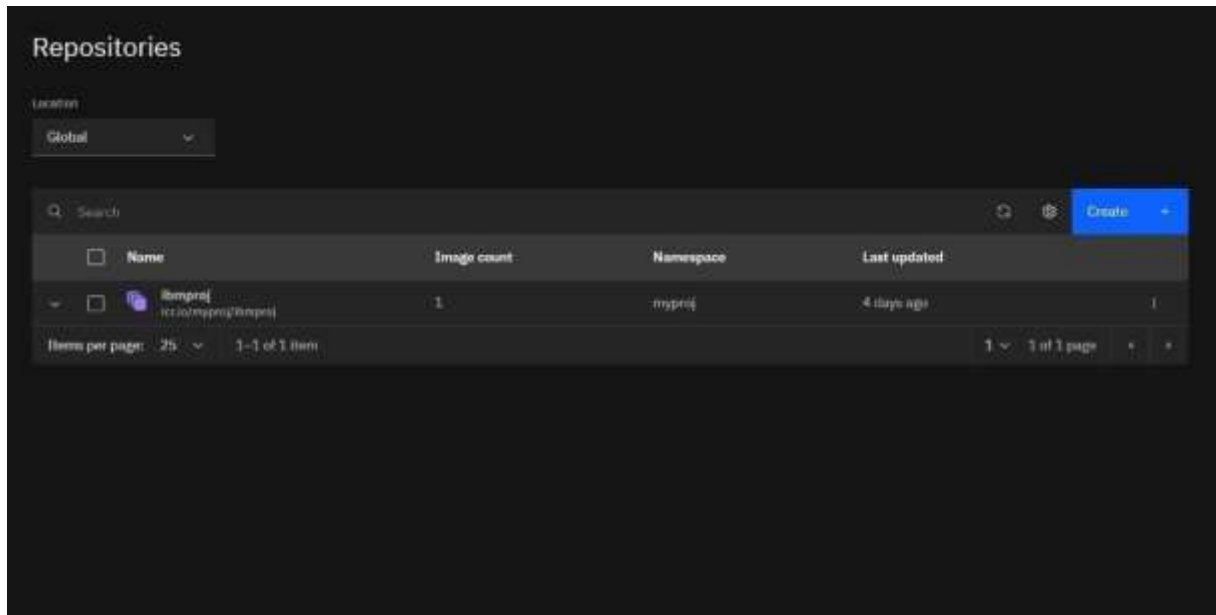 Repositories
Location
Global
Search
Create +
Name Image count Namespace Last updated
ibmproj 1 myproj 4 days ago
icr.io/myproj/ibmproj
Items per page: 25 1–1 of 1 item 1 1 of 1 page